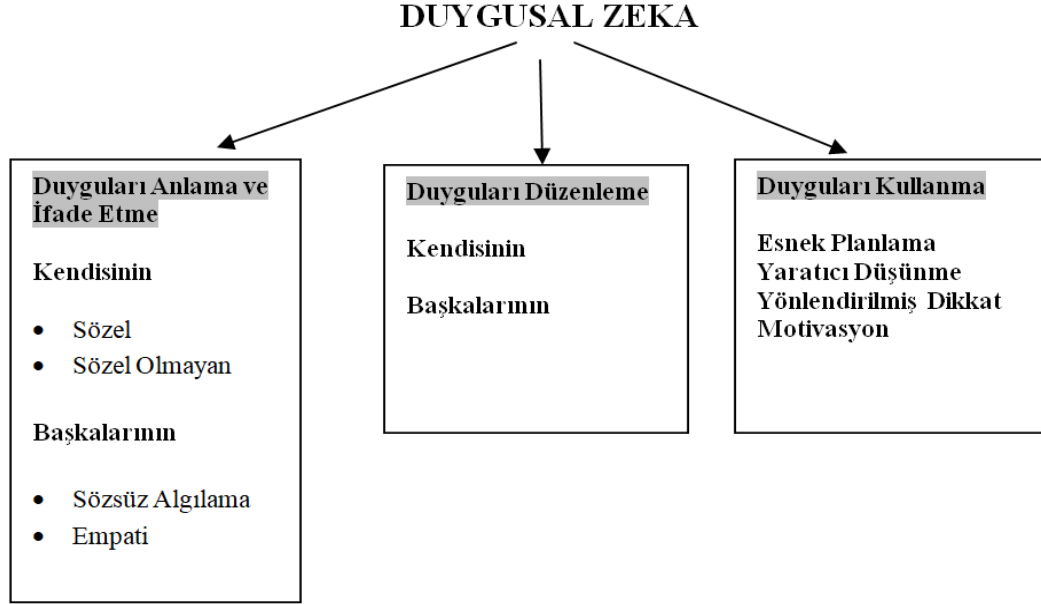 DUYGUSAL ZEKA
Duyguları Anlama ve
İfade Etme
Kendisinin
• Sözel
• Sözel Olmayan
Başkalarının
• Sözsüz Algılama
• Empati
Duyguları Düzenleme
Kendisinin
Başkalarının
Duyguları Kullanma
Esnek Planlama
Yaratıcı Düşünme
Yönlendirilmiş Dikkat
Motivasyon